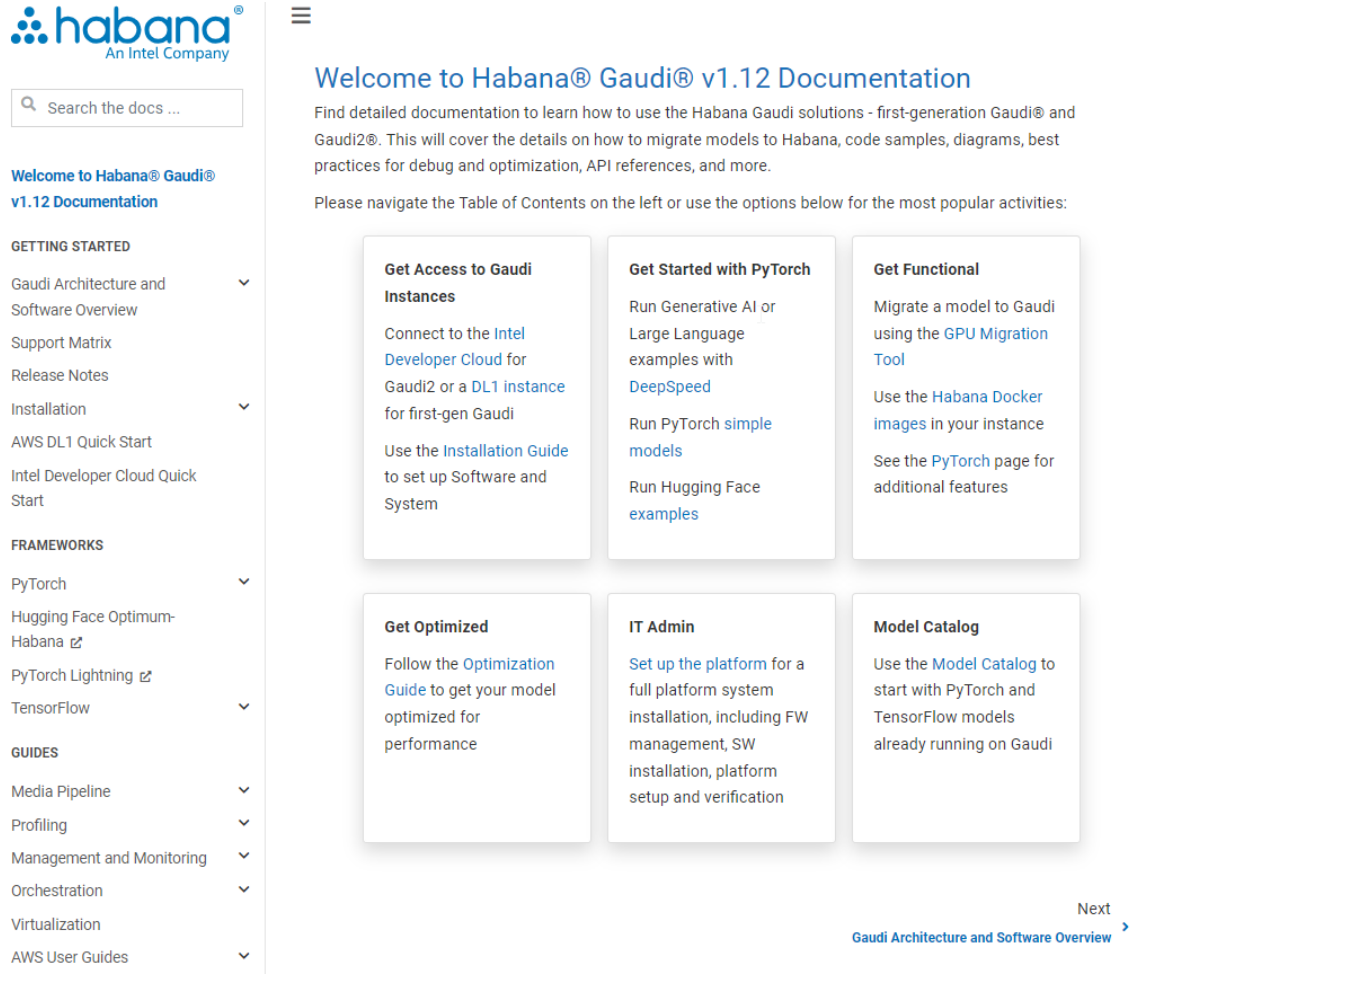 habana®
An Intel Company
Search the docs ...
Welcome to Habana® Gaudi®
v1.12 Documentation
GETTING STARTED
Gaudi Architecture and
Software Overview
Support Matrix
Release Notes
Installation
AWS DL1 Quick Start
Intel Developer Cloud Quick
Start
FRAMEWORKS
PyTorch
Hugging Face Optimum-
Habana
PyTorch Lightning
TensorFlow
GUIDES
Media Pipeline
Profiling
Management and Monitoring
Orchestration
Virtualization
AWS User Guides
Welcome to Habana® Gaudi® v1.12 Documentation
Find detailed documentation to learn how to use the Habana Gaudi solutions - first-generation Gaudi® and
Gaudi2®. This will cover the details on how to migrate models to Habana, code samples, diagrams, best
practices for debug and optimization, API references, and more.
Please navigate the Table of Contents on the left or use the options below for the most popular activities:
Get Access to Gaudi
Instances
Connect to the Intel
Developer Cloud for
Gaudi2 or a DL1 instance
for first-gen Gaudi
Use the Installation Guide
to set up Software and
System
Get Started with PyTorch
Run Generative AI or
Large Language
examples with
DeepSpeed
Run PyTorch simple
models
Run Hugging Face
examples
Get Functional
Migrate a model to Gaudi
using the GPU Migration
Tool
Use the Habana Docker
images in your instance
See the PyTorch page for
additional features
Get Optimized
Follow the Optimization
Guide to get your model
optimized for
performance
IT Admin
Set up the platform for a
full platform system
installation, including FW
management, SW
installation, platform
setup and verification
Model Catalog
Use the Model Catalog to
start with PyTorch and
TensorFlow models
already running on Gaudi
Next
Gaudi Architecture and Software Overview